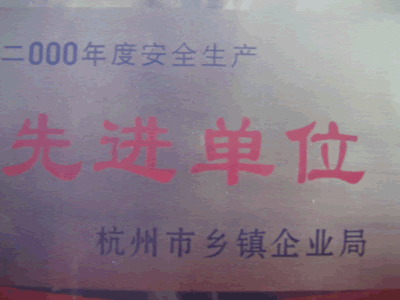 二000年度安全生产
先进单位
杭州市乡镇企业局